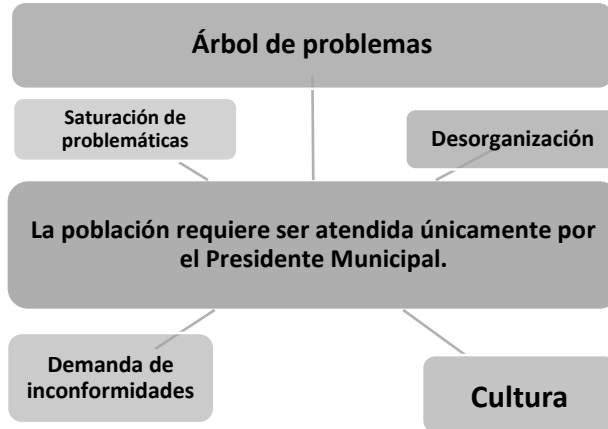 Árbol de problemas
Saturación de
problemáticas
Desorganización
La población requiere ser atendida únicamente por
el Presidente Municipal.
Demanda de
inconformidades
Cultura